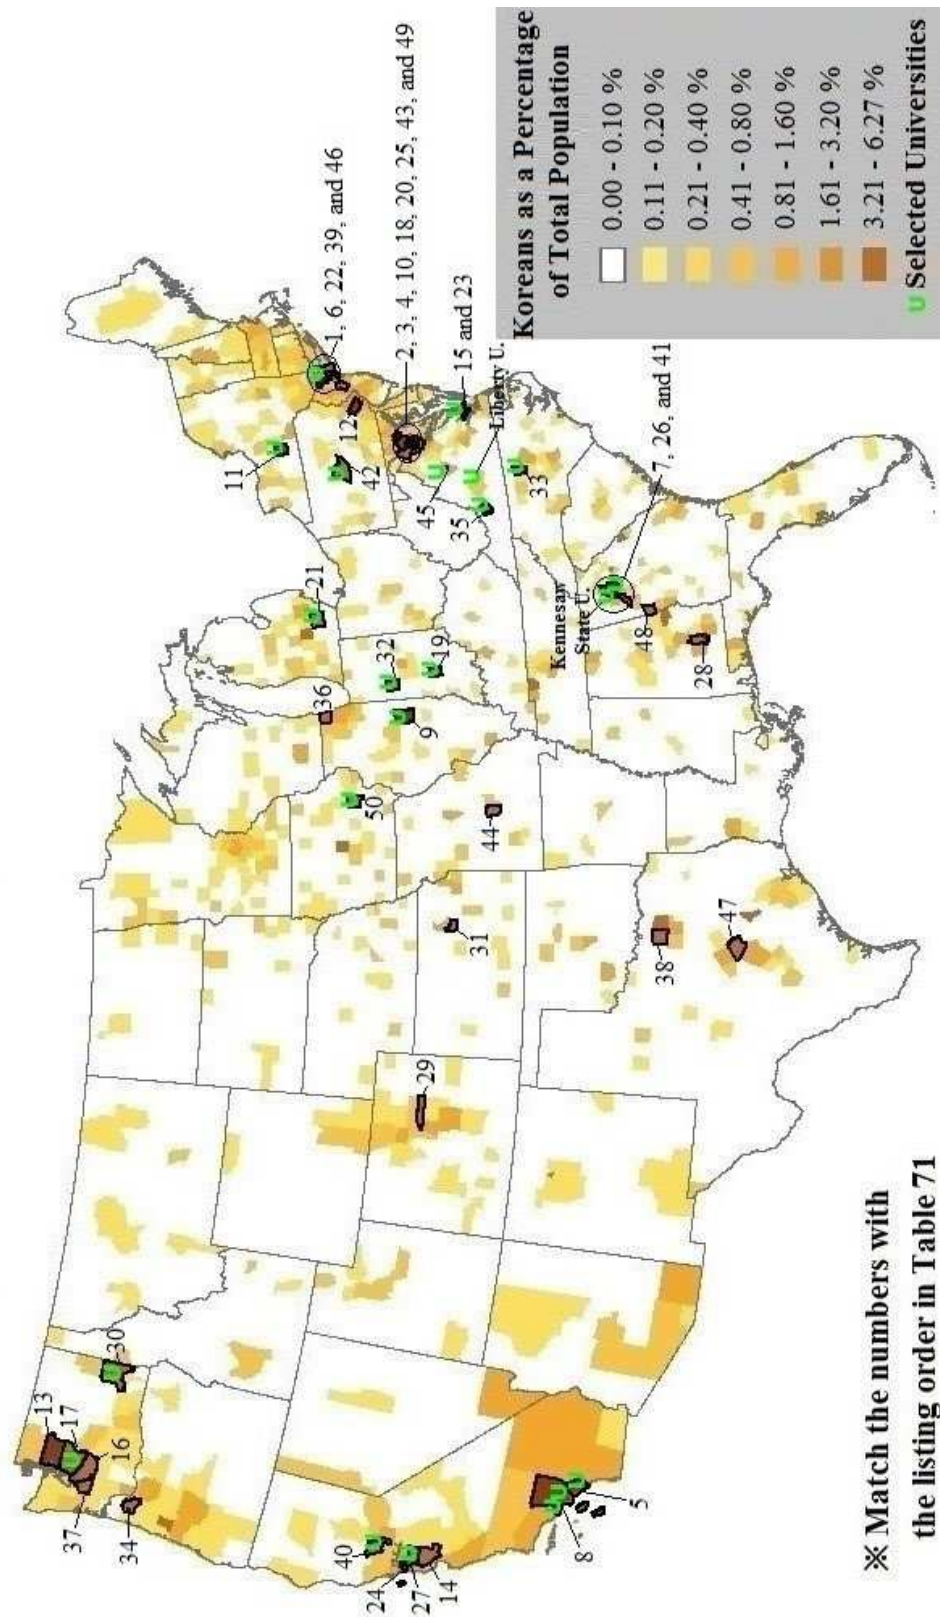 13
17
16
37
34
30
40
24
27
14
8
5
29
31
38
47
44
50
36
9
32
19
21
11
42
12
1, 6, 22, 39, and 46
2, 3, 4, 10, 18, 20, 25, 43, and 49
45
15 and 23
Liberty U.
35
33
Kennesaw
State U.
7, 26, and 41
48
28
Koreans as a Percentage
of Total Population
0.00 - 0.10 %
0.11 - 0.20 %
0.21 - 0.40 %
0.41 - 0.80 %
0.81 - 1.60 %
1.61 - 3.20 %
3.21 - 6.27 %
U Selected Universities
※ Match the numbers with
the listing order in Table 71